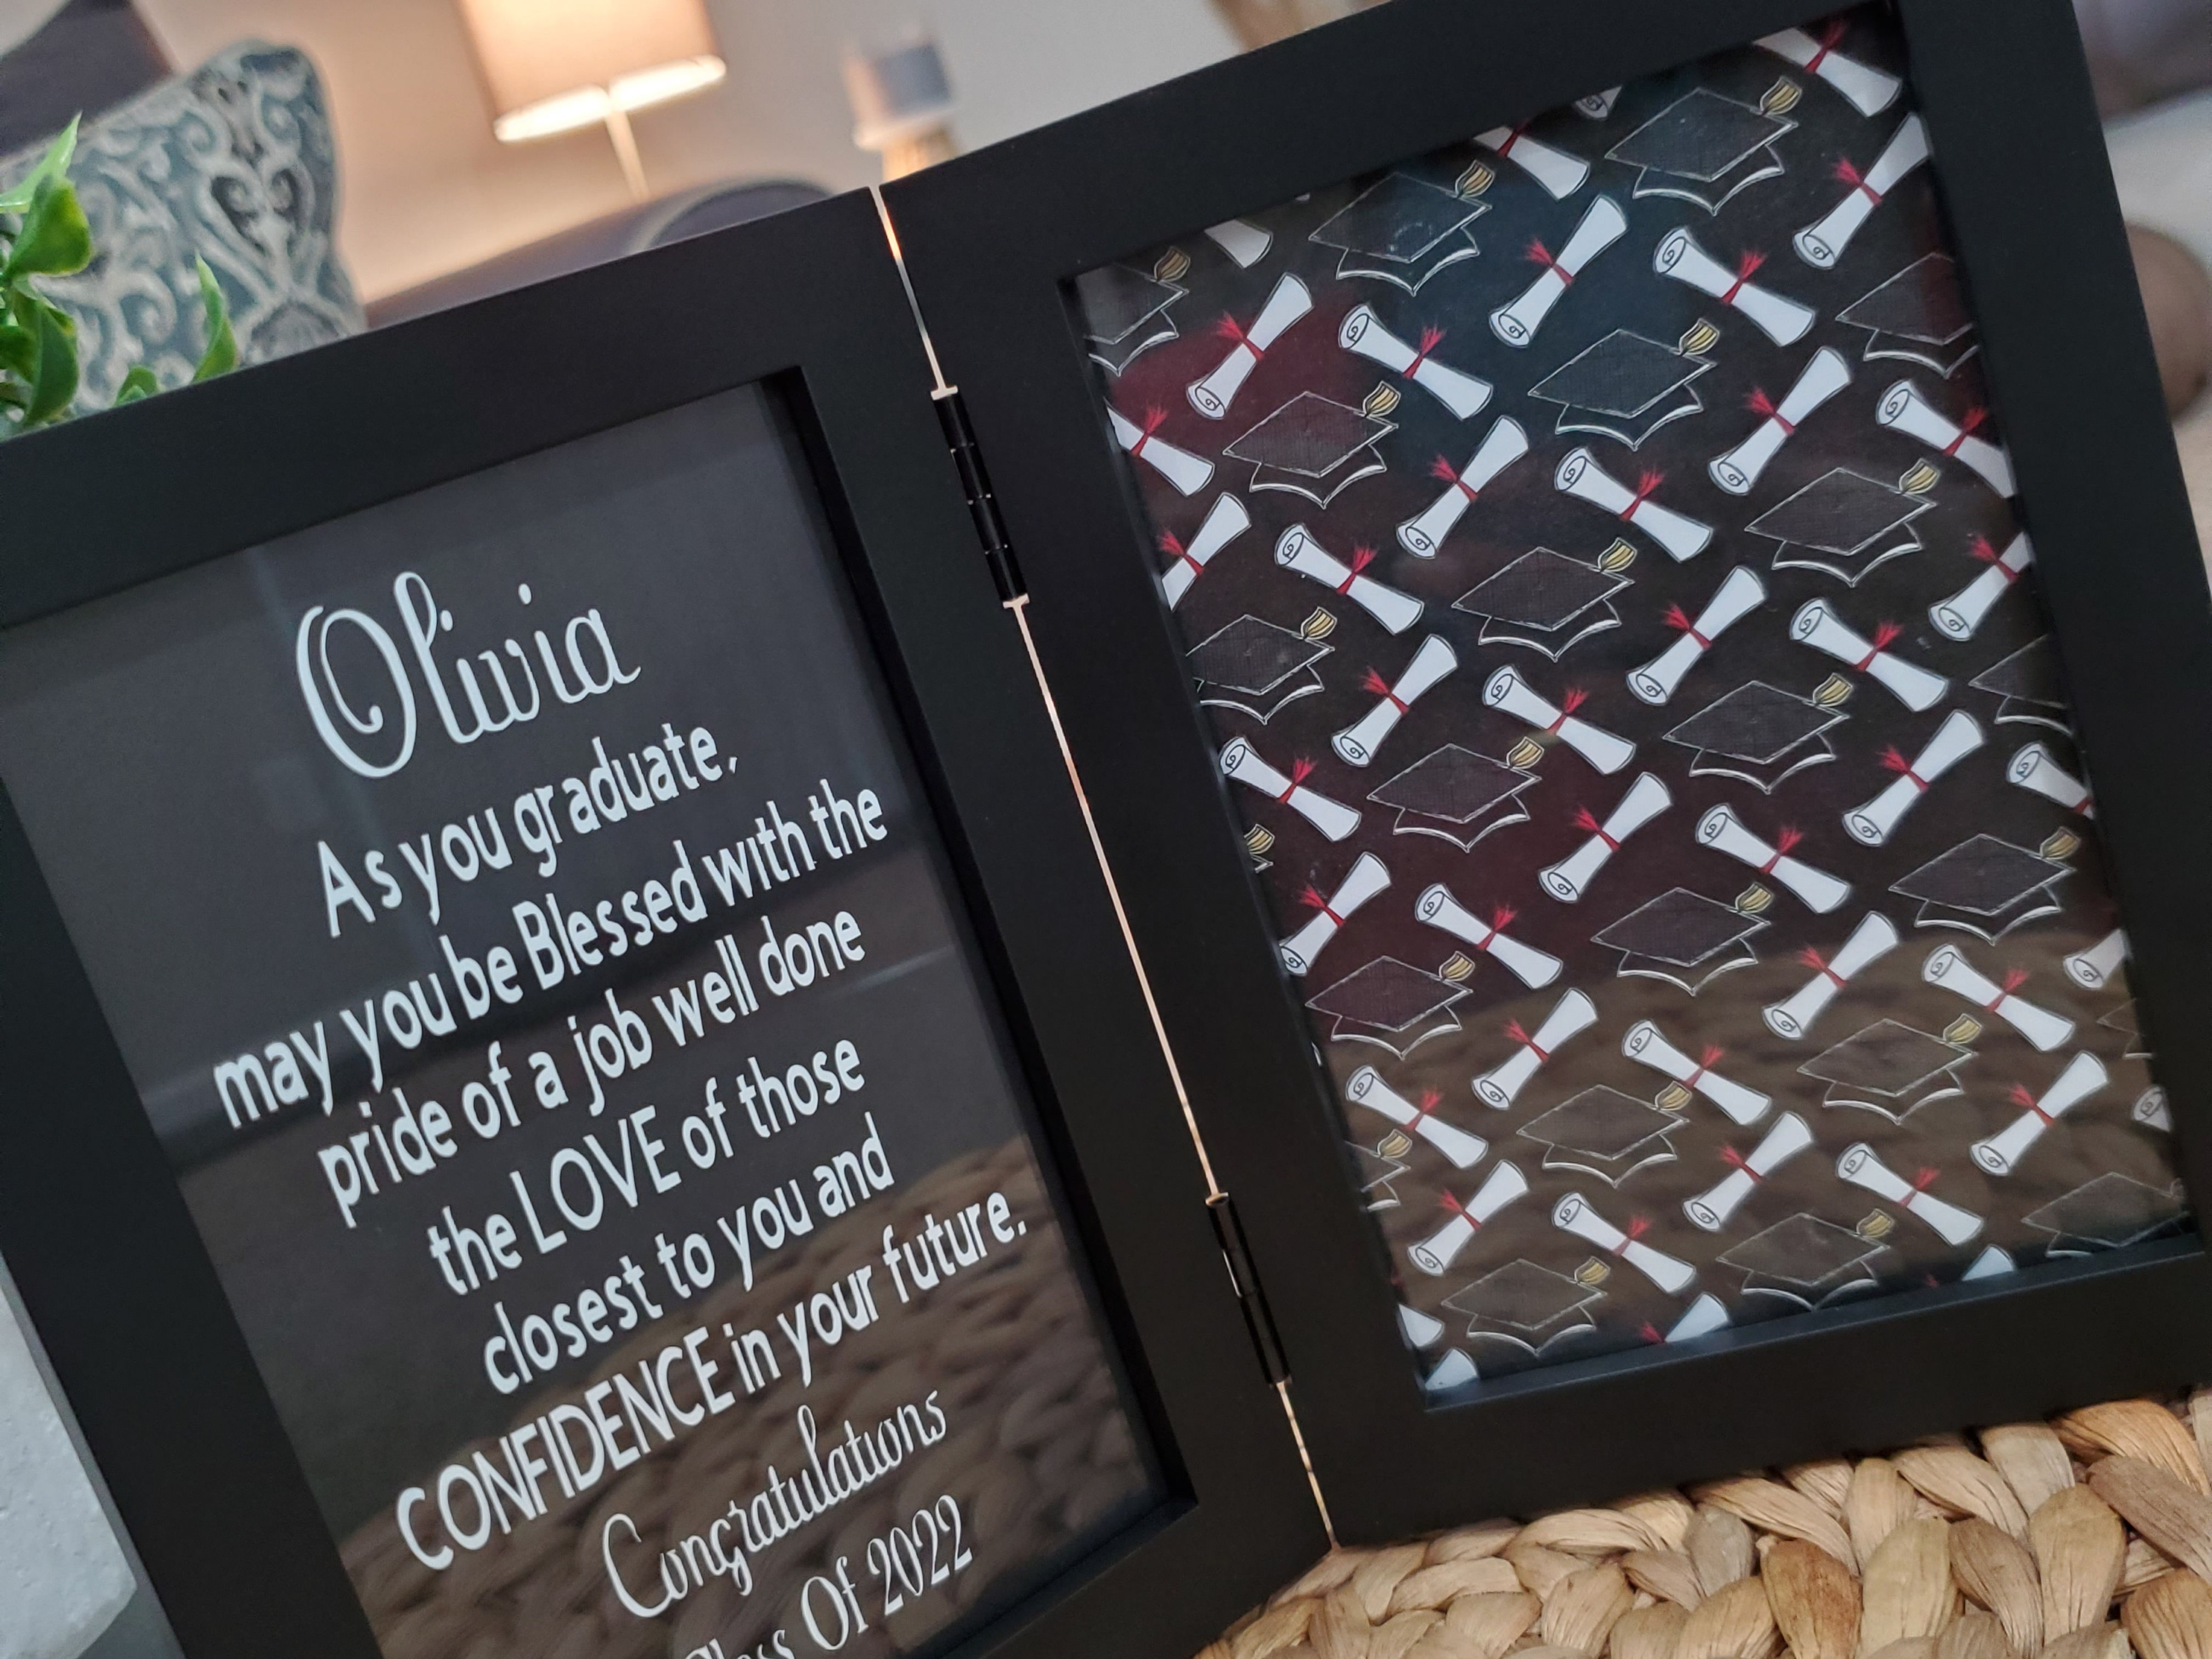 Olivia
As you graduate,
may you be Blessed with the
pride of a job well done
the LOVE of those
closest to you and
CONFIDENCE in your future.
Congratulations
Class Of 2022